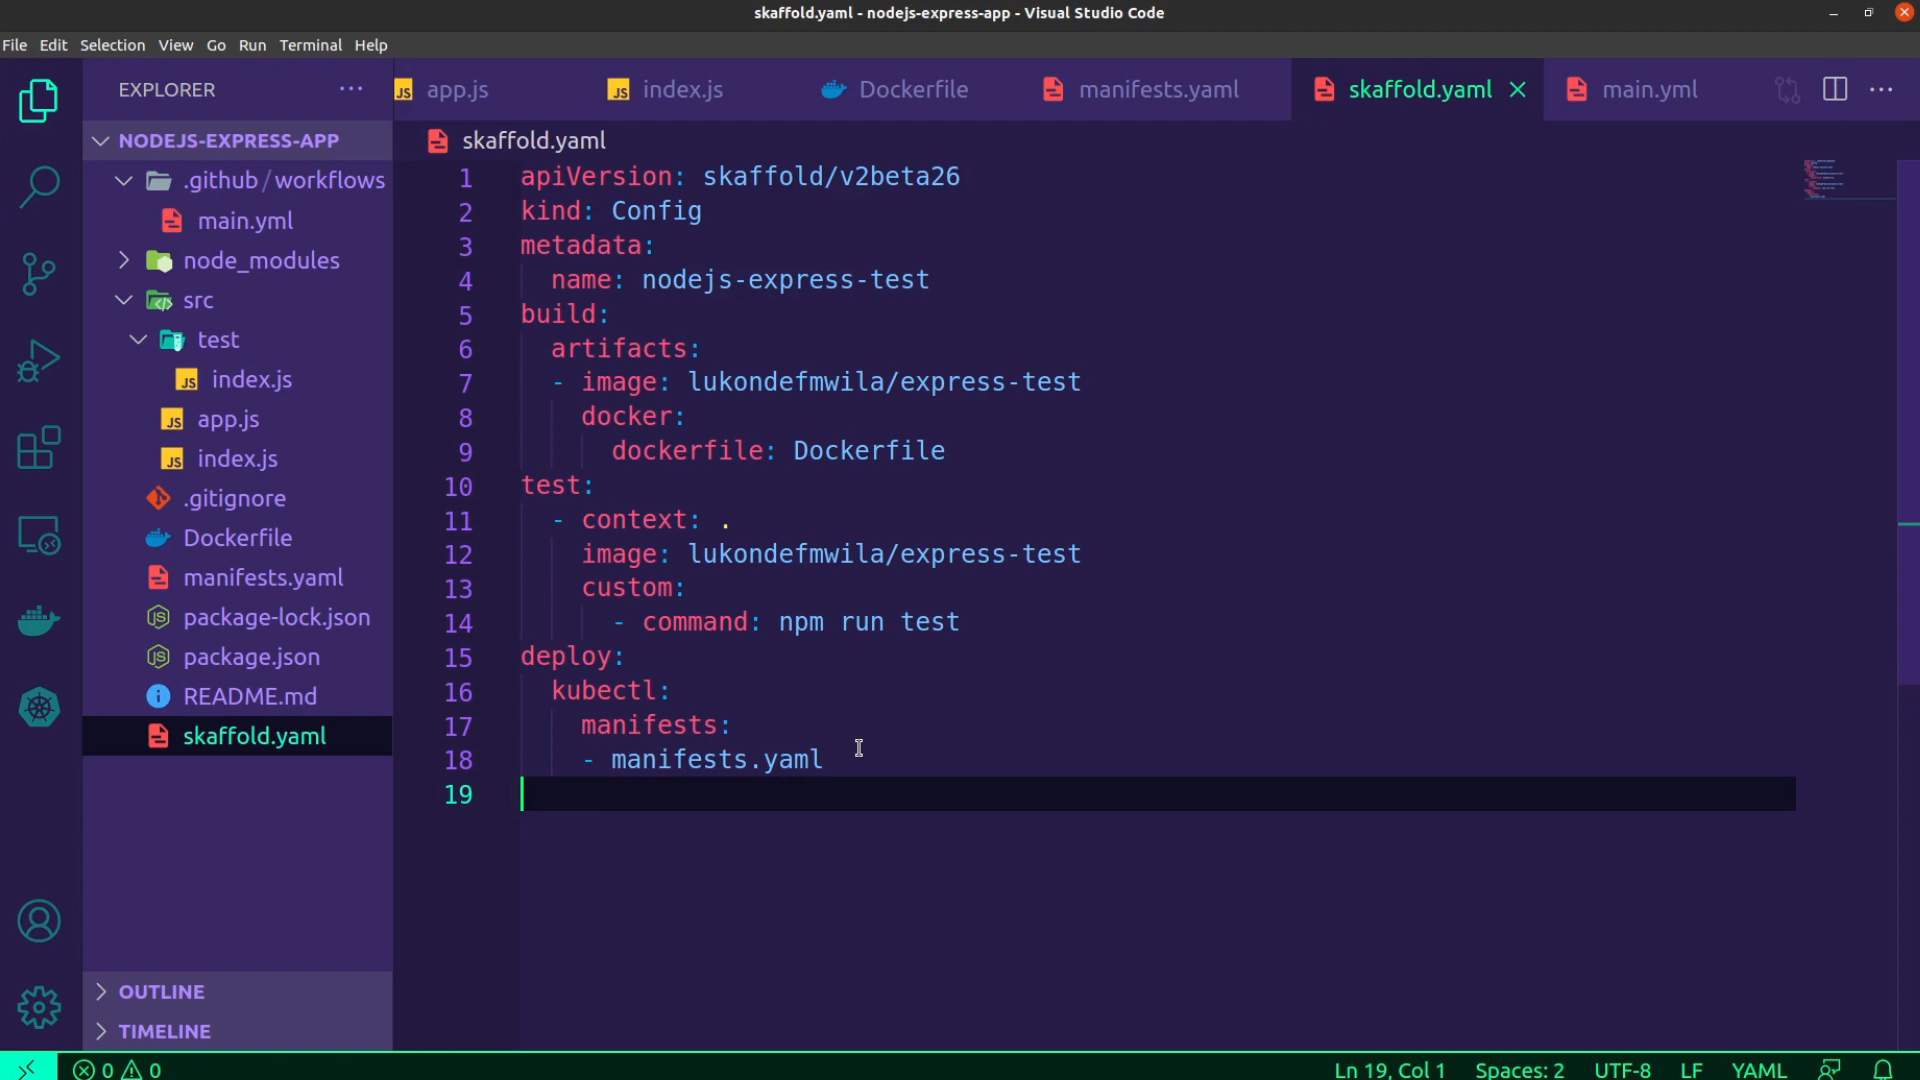 skaffold.yaml - nodejs-express-app - Visual Studio Code
File Edit Selection View Go Run Terminal Help
EXPLORER
app.js index.js Dockerfile manifests.yaml skaffold.yaml main.yml
NODEJS-EXPRESS-APP
.github/workflows
main.yml
node_modules
src
test
index.js
app.js
index.js
.gitignore
Dockerfile
manifests.yaml
package-lock.json
package.json
README.md
skaffold.yaml
OUTLINE
TIMELINE
skaffold.yaml
1 apiVersion: skaffold/v2beta26
2 kind: Config
3 metadata:
4   name: nodejs-express-test
5 build:
6   artifacts:
7   - image: lukondefmwila/express-test
8     docker:
9       dockerfile: Dockerfile
10 test:
11   - context: .
12     image: lukondefmwila/express-test
13     custom:
14       - command: npm run test
15 deploy:
16   kubectl:
17     manifests:
18     - manifests.yaml
19
0 0 Ln 19, Col 1 Spaces: 2 UTF-8 LF YAML